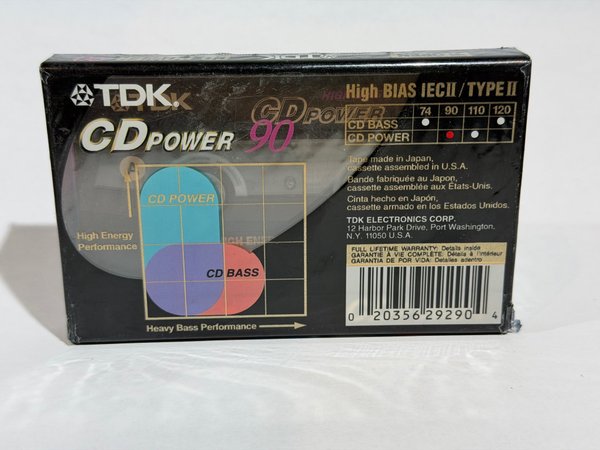 TDK.
CD POWER
90
High BIAS IECII / TYPE II
74 90 110 120
CD BASS
CD POWER
Tape made in Japan,
cassette assembled in U.S.A.
Bande fabriquée au Japon,
cassette assemblée aux États-Unis.
Cinta hecho en Japón,
cassette armado en los Estados Unidos.
TDK ELECTRONICS CORP.
12 Harbor Park Drive, Port Washington,
N.Y. 11050 U.S.A.
FULL LIFETIME WARRANTY: Details inside
GARANTIE À VIE COMPLÈTE: Détails à l'intérieur
GARANTIA DE POR VIDA: Detalles adentro
0 20356 29290 4
CD POWER
High Energy
Performance
CD BASS
Heavy Bass Performance
TDK
CD POWER